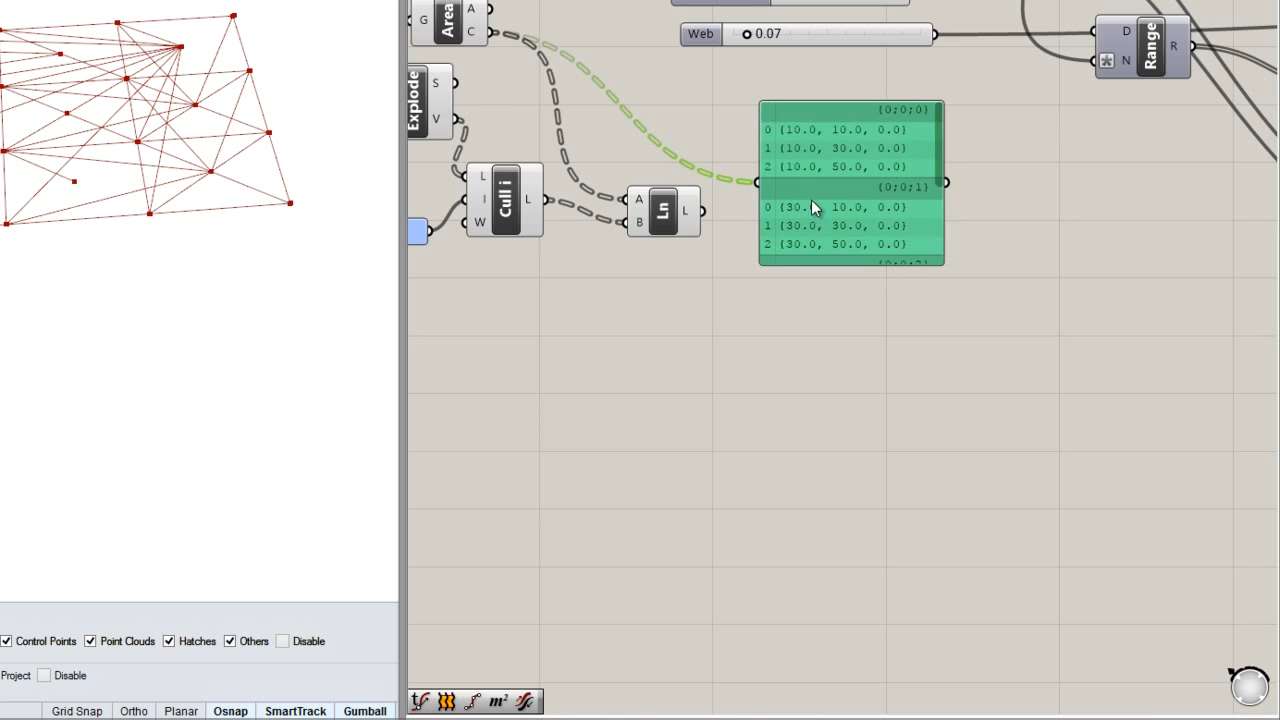 G
Area
A
C
Web
0.07
D
N
Range
R
Explode
S
V
{0;0;0}
0 {10.0, 10.0, 0.0}
1 {10.0, 30.0, 0.0}
2 {10.0, 50.0, 0.0}
{0;0;1}
0 {30.0, 10.0, 0.0}
1 {30.0, 30.0, 0.0}
2 {30.0, 50.0, 0.0}
L
I
W
Cull i
L
A
B
Ln
L
Control Points
Point Clouds
Hatches
Others
Disable
Project
Disable
m²
Grid Snap
Ortho
Planar
Osnap
SmartTrack
Gumball